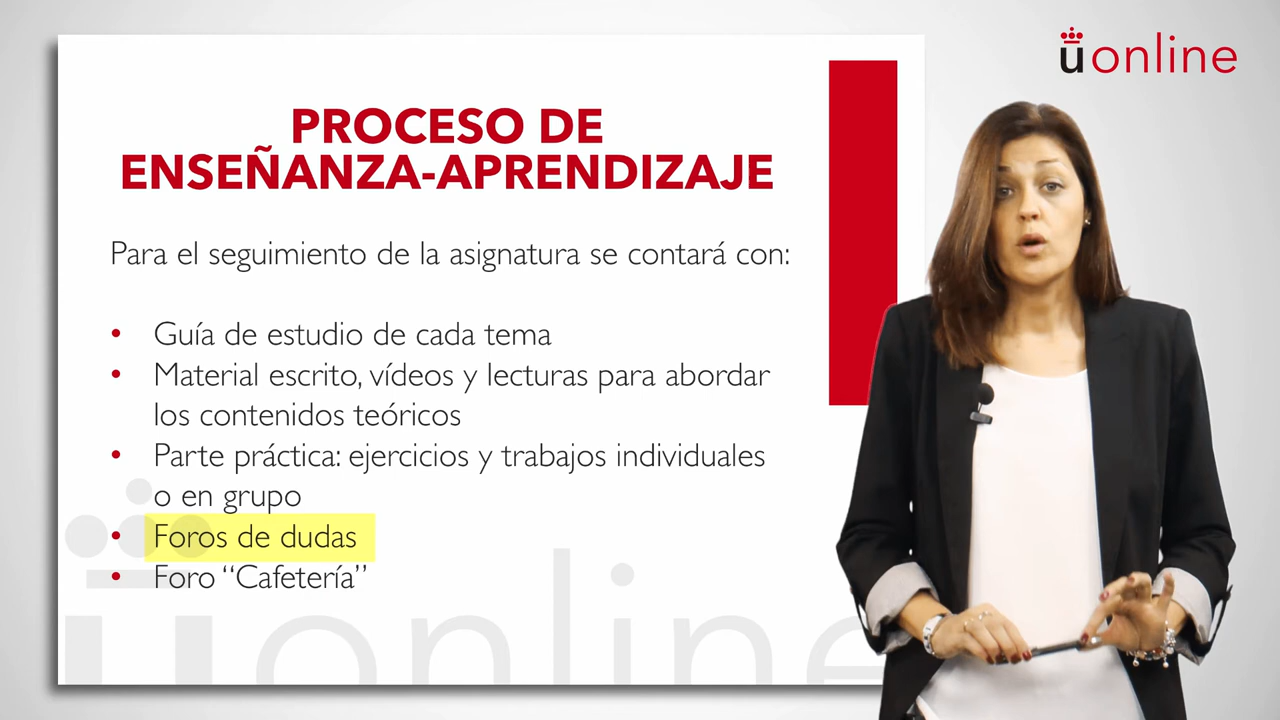 uonline
PROCESO DE
ENSEÑANZA-APRENDIZAJE
Para el seguimiento de la asignatura se contará con:
• Guía de estudio de cada tema
• Material escrito, vídeos y lecturas para abordar
los contenidos teóricos
• Parte práctica: ejercicios y trabajos individuales
o en grupo
• Foros de dudas
• Foro “Cafetería”
uonline